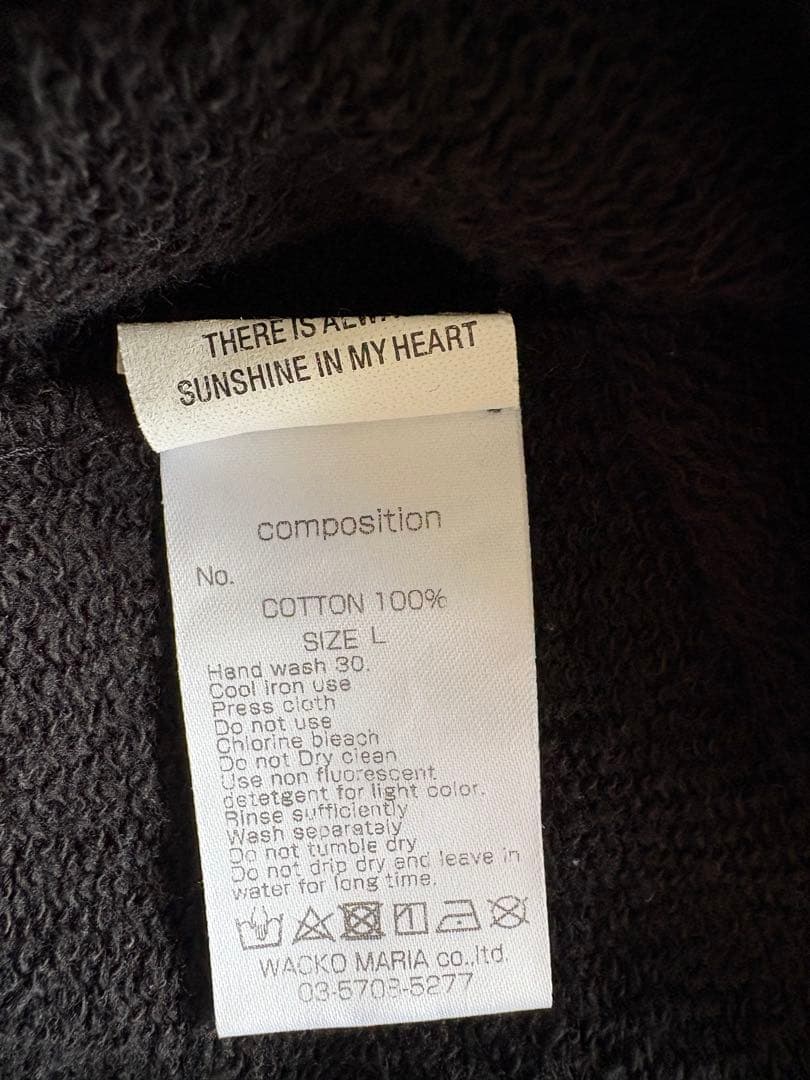 THERE IS ALWA
SUNSHINE IN MY HEART
composition
No.
COTTON 100%
SIZE L
Hand wash 30.
Cool iron use
Press cloth
Do not use
Chlorine bleach
Do not Dry clean
Use non fluorescent
detetgent for light color.
Rinse sufficiently
Wash separataly
Do not tumble dry
Do not drip dry and leave in
water for long time.
WACKO MARIA co.,ltd.
03-5708-5277